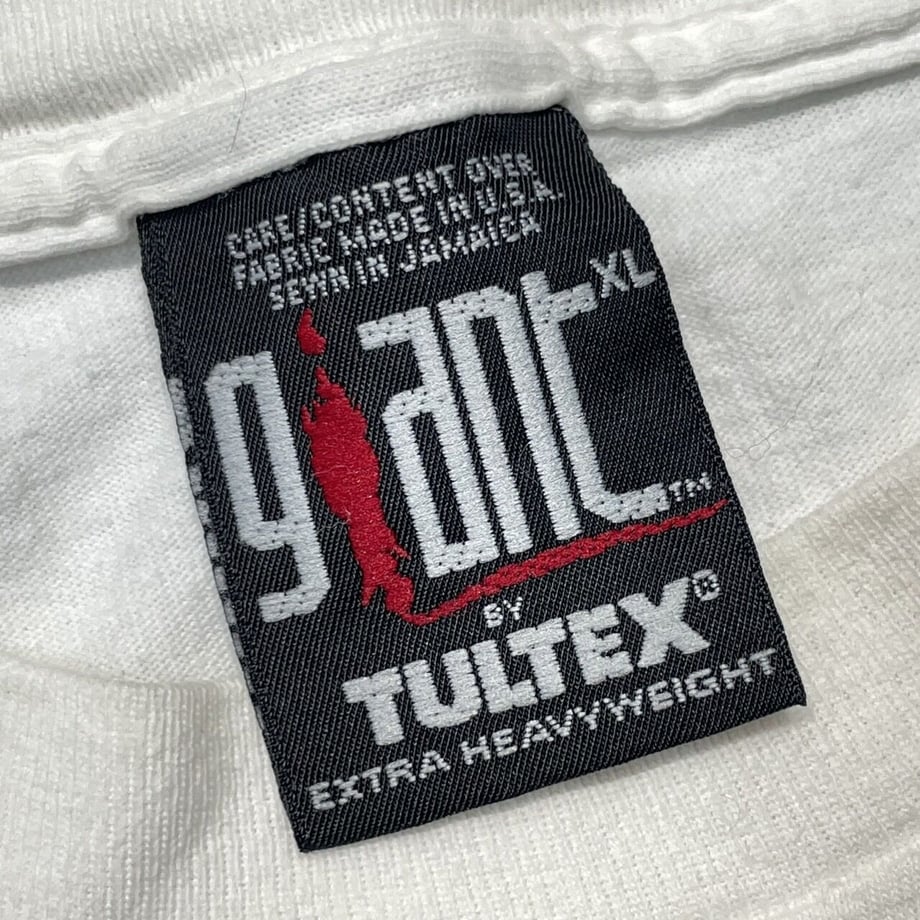 CARE/CONTENT OVER
FABRIC MADE IN U.S.A.
SEWN IN JAMAICA
giant XL
TM
BY
TULTEX®
EXTRA HEAVYWEIGHT